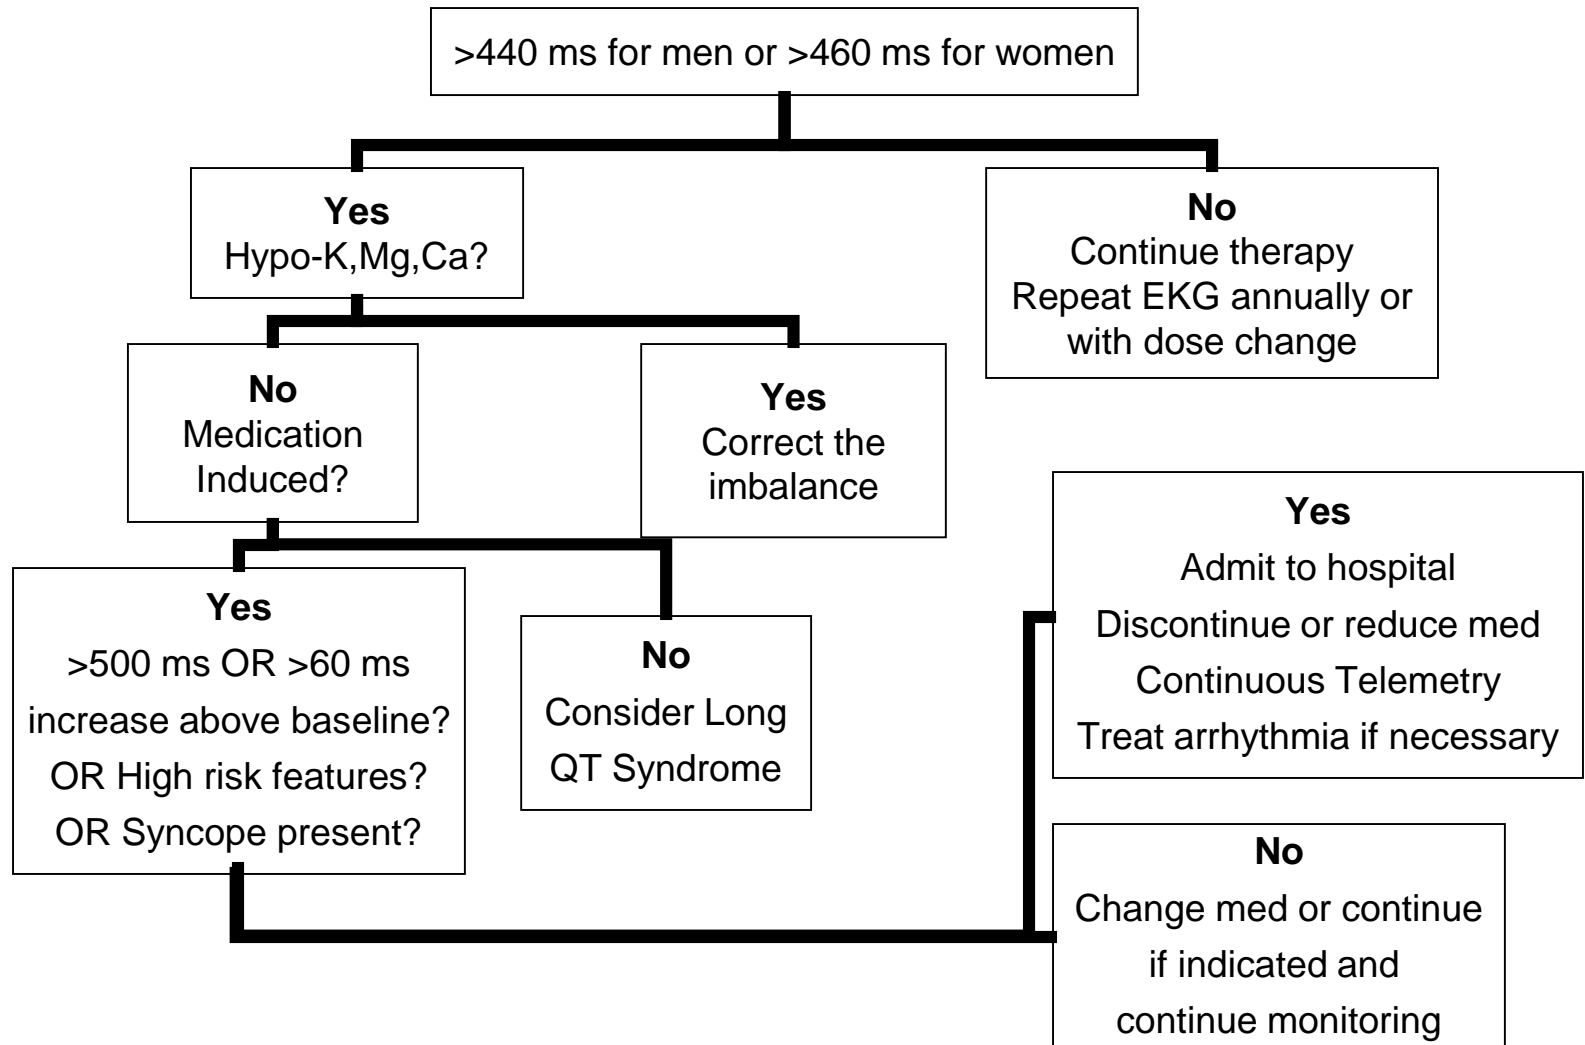 >440 ms for men or >460 ms for women
Yes
Hypo-K,Mg,Ca?
No
Continue therapy
Repeat EKG annually or
with dose change
No
Medication
Induced?
Yes
Correct the
imbalance
Yes
>500 ms OR >60 ms
increase above baseline?
OR High risk features?
OR Syncope present?
No
Consider Long
QT Syndrome
Yes
Admit to hospital
Discontinue or reduce med
Continuous Telemetry
Treat arrhythmia if necessary
No
Change med or continue
if indicated and
continue monitoring